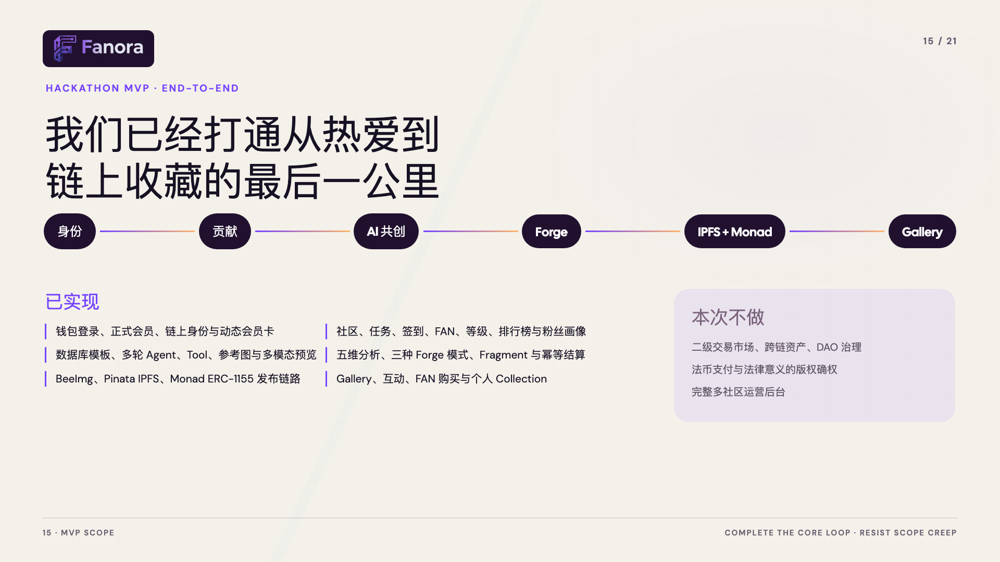 Fanora
15 / 21
HACKATHON MVP · END-TO-END
我们已经打通从热爱到
链上收藏的最后一公里
身份
贡献
AI 共创
Forge
IPFS + Monad
Gallery
已实现
钱包登录、正式会员、链上身份与动态会员卡
社区、任务、签到、FAN、等级、排行榜与粉丝画像
数据库模板、多轮 Agent、Tool、参考图与多模态预览
五维分析、三种 Forge 模式、Fragment 与幂等结算
BeeImg、Pinata IPFS、Monad ERC-1155 发布链路
Gallery、互动、FAN 购买与个人 Collection
本次不做
二级交易市场、跨链资产、DAO 治理
法币支付与法律意义的版权确权
完整多社区运营后台
15 · MVP SCOPE
COMPLETE THE CORE LOOP · RESIST SCOPE CREEP